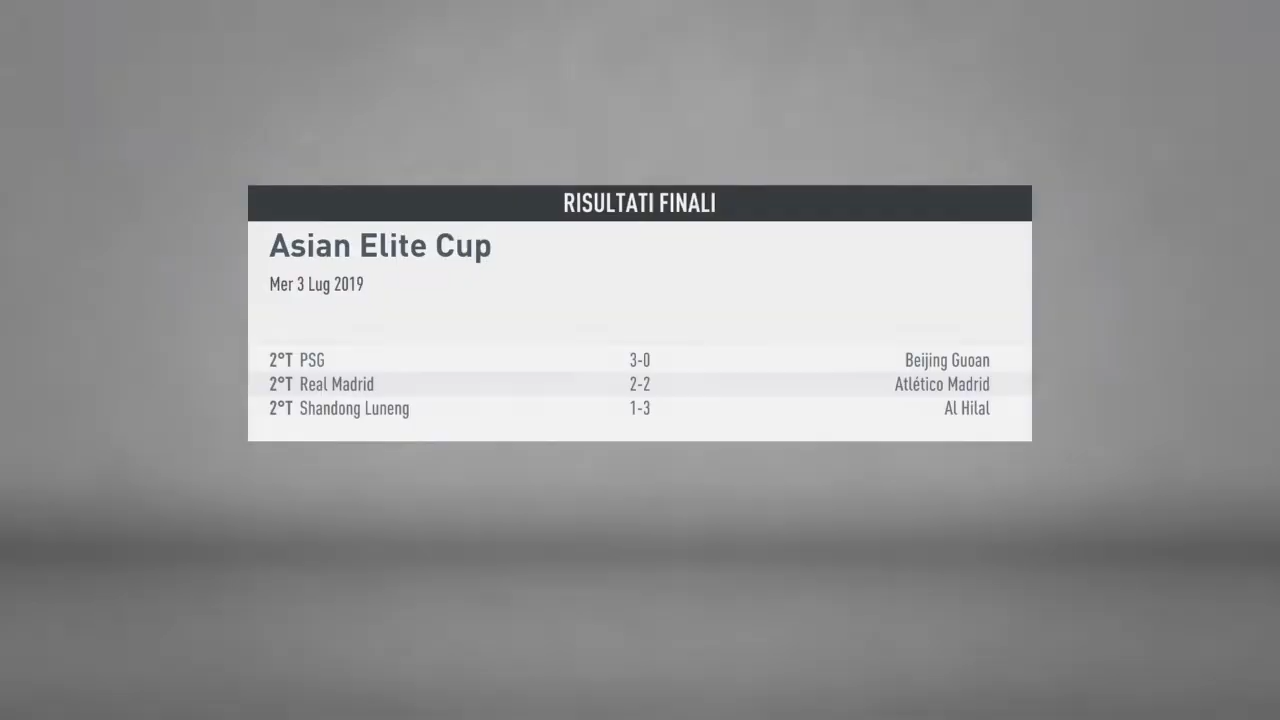 RISULTATI FINALI
Asian Elite Cup
Mer 3 Lug 2019
2°T PSG 3-0 Beijing Guoan
2°T Real Madrid 2-2 Atlético Madrid
2°T Shandong Luneng 1-3 Al Hilal